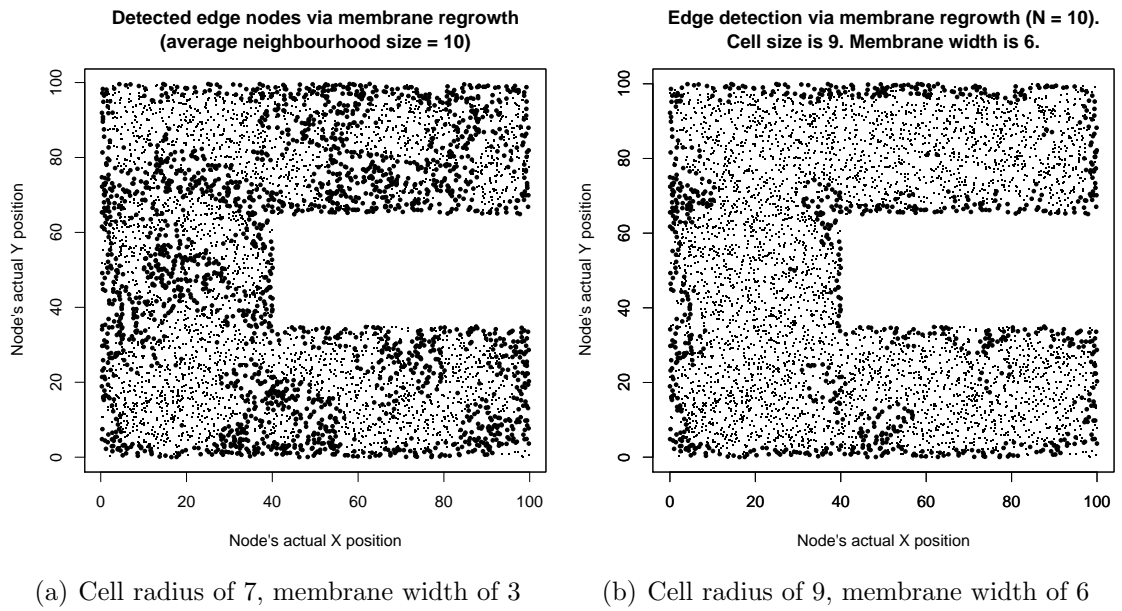 Detected edge nodes via membrane regrowth
(average neighbourhood size = 10)
Node's actual Y position
100
80
60
40
20
0
0 20 40 60 80 100
Node's actual X position
(a) Cell radius of 7, membrane width of 3
Edge detection via membrane regrowth (N = 10).
Cell size is 9. Membrane width is 6.
Node's actual Y position
100
80
60
40
20
0
0 20 40 60 80 100
Node's actual X position
(b) Cell radius of 9, membrane width of 6